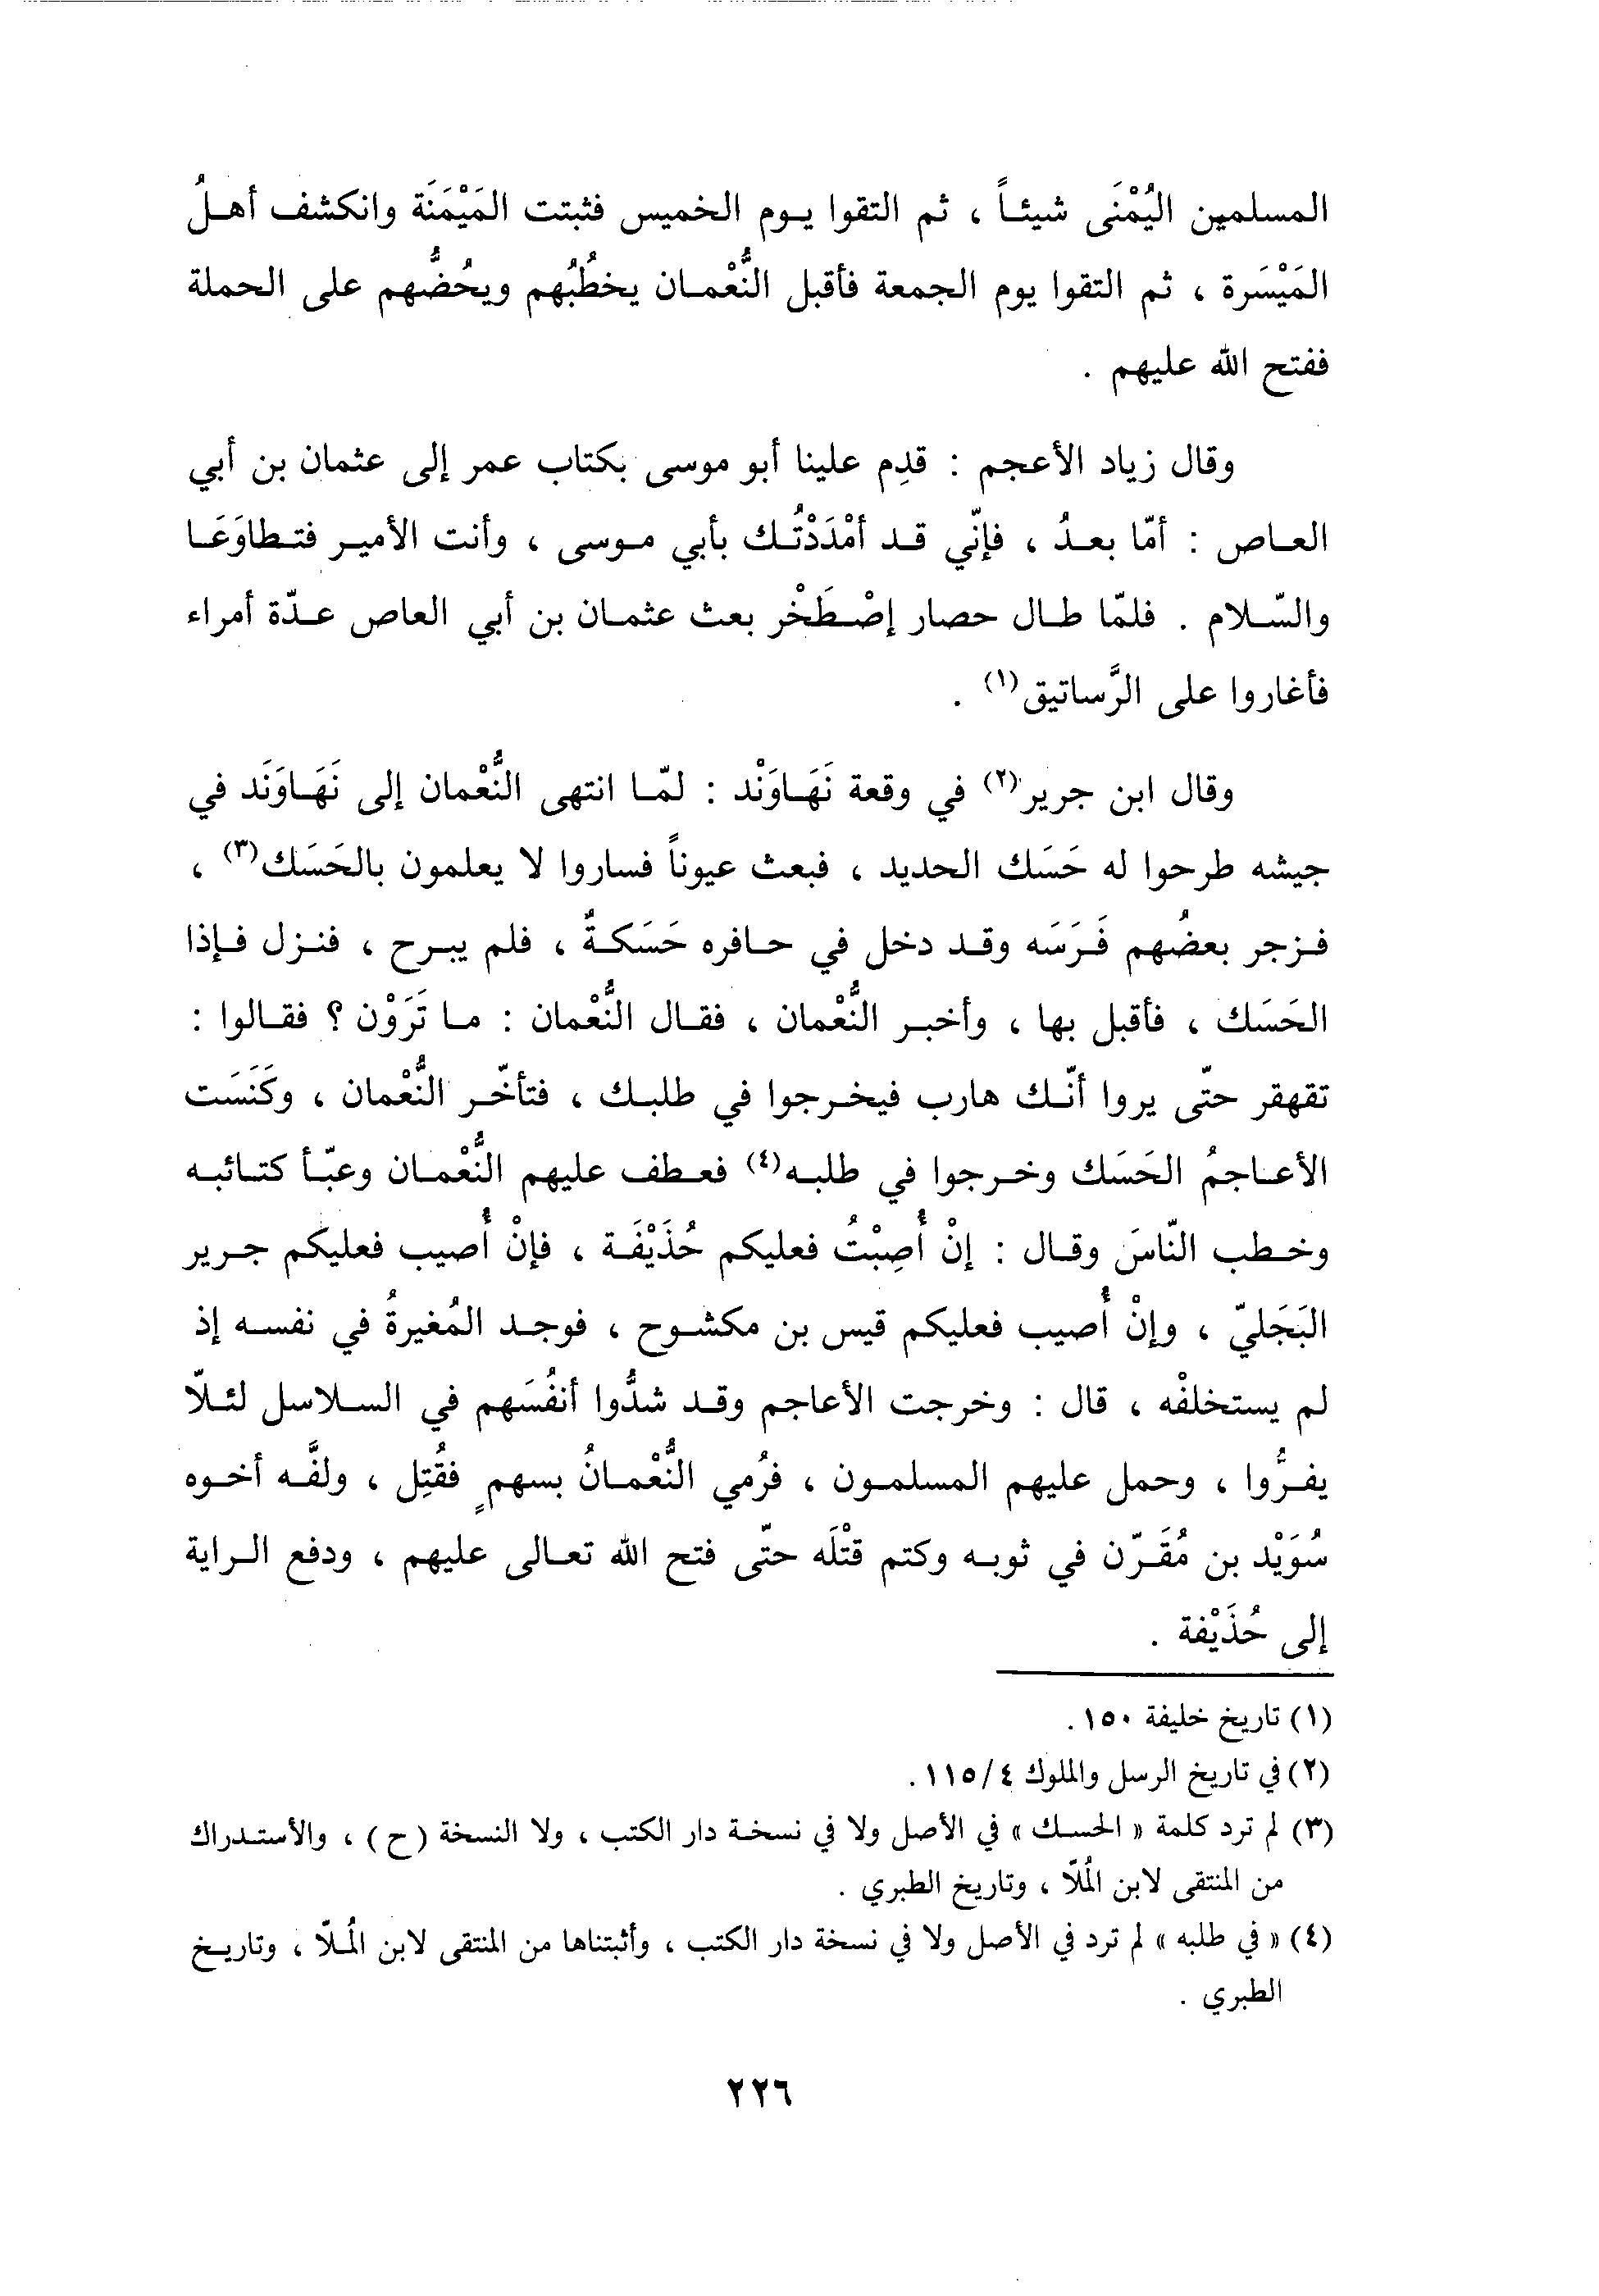 المسلمين اليُمْنَى شيئاً ، ثم التقوا يوم الخميس فثبتت المَيْمَنَة وانكشف أهلُ
المَيْسَرة ، ثم التقوا يوم الجمعة فأقبل النُّعْمان يخطُبُهم ويحُضُّهم على الحملة
ففتح الله عليهم .
وقال زياد الأعجم : قدِم علينا أبو موسى بكتاب عمر إلى عثمان بن أبي
العاص : أمّا بعدُ ، فإنّي قد أمْدَدْتُك بأبي موسى ، وأنت الأمير فتطاوَعَا
والسّلام . فلمّا طال حصار إصْطَخْر بعث عثمان بن أبي العاص عدّة أمراء
فأغاروا على الرَّساتيق(١) .
وقال ابن جرير(٢) في وقعة نَهَاوَنْد : لمّا انتهى النُّعْمان إلى نَهَاوَنَد في
جيشه طرحوا له حَسَك الحديد ، فبعث عيوناً فساروا لا يعلمون بالحَسَك(٣) ،
فزجر بعضُهم فَرَسَه وقد دخل في حافره حَسَكةٌ ، فلم يبرح ، فنزل فإذا
الحَسَك ، فأقبل بها ، وأخبر النُّعْمان ، فقال النُّعْمان : ما تَرَوْن ؟ فقالوا :
تقهقر حتّى يروا أنّك هارب فيخرجوا في طلبك ، فتأخّر النُّعْمان ، وكَنَسَت
الأعاجمُ الحَسَك وخرجوا في طلبه(٤) فعطف عليهم النُّعْمان وعبّأ كتائبه
وخطب النّاسَ وقال : إنْ أُصِبْتُ فعليكم حُذَيْفَة ، فإنْ أُصيب فعليكم جرير
البَجَليّ ، وإنْ أُصيب فعليكم قيس بن مكشوح ، فوجد المُغيرةُ في نفسه إذ
لم يستخلفْه ، قال : وخرجت الأعاجم وقد شدُّوا أنفُسَهم في السلاسل لئلّا
يفرُّوا ، وحمل عليهم المسلمون ، فرُمي النُّعْمانُ بسهمٍ فقُتِل ، ولفَّه أخوه
سُوَيْد بن مُقَرّن في ثوبه وكتم قتْلَه حتّى فتح الله تعالى عليهم ، ودفع الراية
إلى حُذَيْفة .
(١) تاريخ خليفة ١٥٠ .
(٢) في تاريخ الرسل والملوك ١١٥/٤ .
(٣) لم ترد كلمة « الحسك » في الأصل ولا في نسخة دار الكتب ، ولا النسخة ( ح ) ، والأستدراك
من المنتقى لابن المُلّا ، وتاريخ الطبري .
(٤) « في طلبه » لم ترد في الأصل ولا في نسخة دار الكتب ، وأثبتناها من المنتقى لابن المُلّا ، وتاريخ
الطبري .
٢٢٦